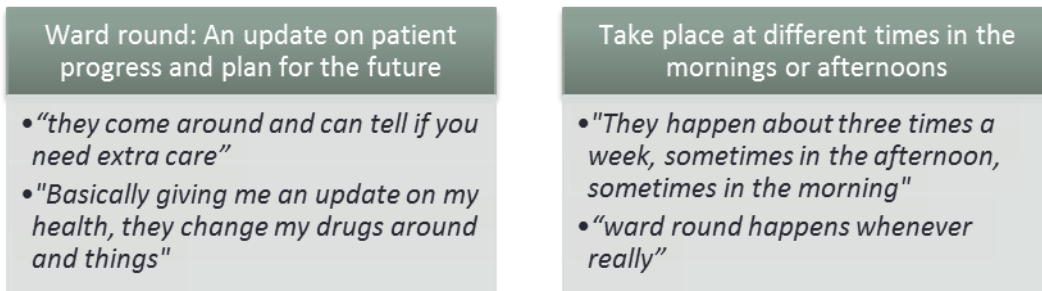 Ward round: An update on patient
progress and plan for the future
•“they come around and can tell if you
need extra care”
•"Basically giving me an update on my
health, they change my drugs around
and things"
Take place at different times in the
mornings or afternoons
•"They happen about three times a
week, sometimes in the afternoon,
sometimes in the morning"
•“ward round happens whenever
really”